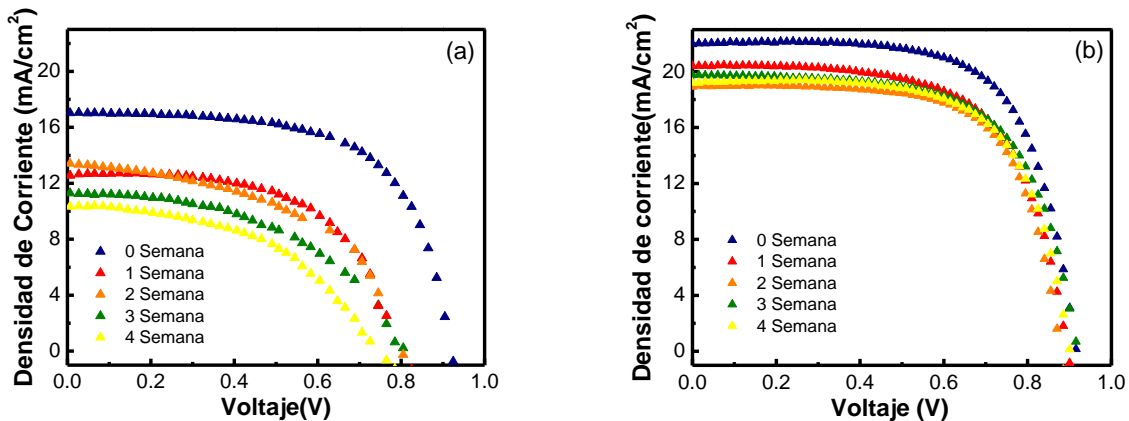 (a)
Densidad de Corriente (mA/cm²)
20
16
12
8
4
0
0 Semana
1 Semana
2 Semana
3 Semana
4 Semana
0.0 0.2 0.4 0.6 0.8 1.0
Voltaje(V)
(b)
Densidad de corriente(mA/cm²)
20
16
12
8
4
0
0 Semana
1 Semana
2 Semana
3 Semana
4 Semana
0.0 0.2 0.4 0.6 0.8 1.0
Voltaje (V)